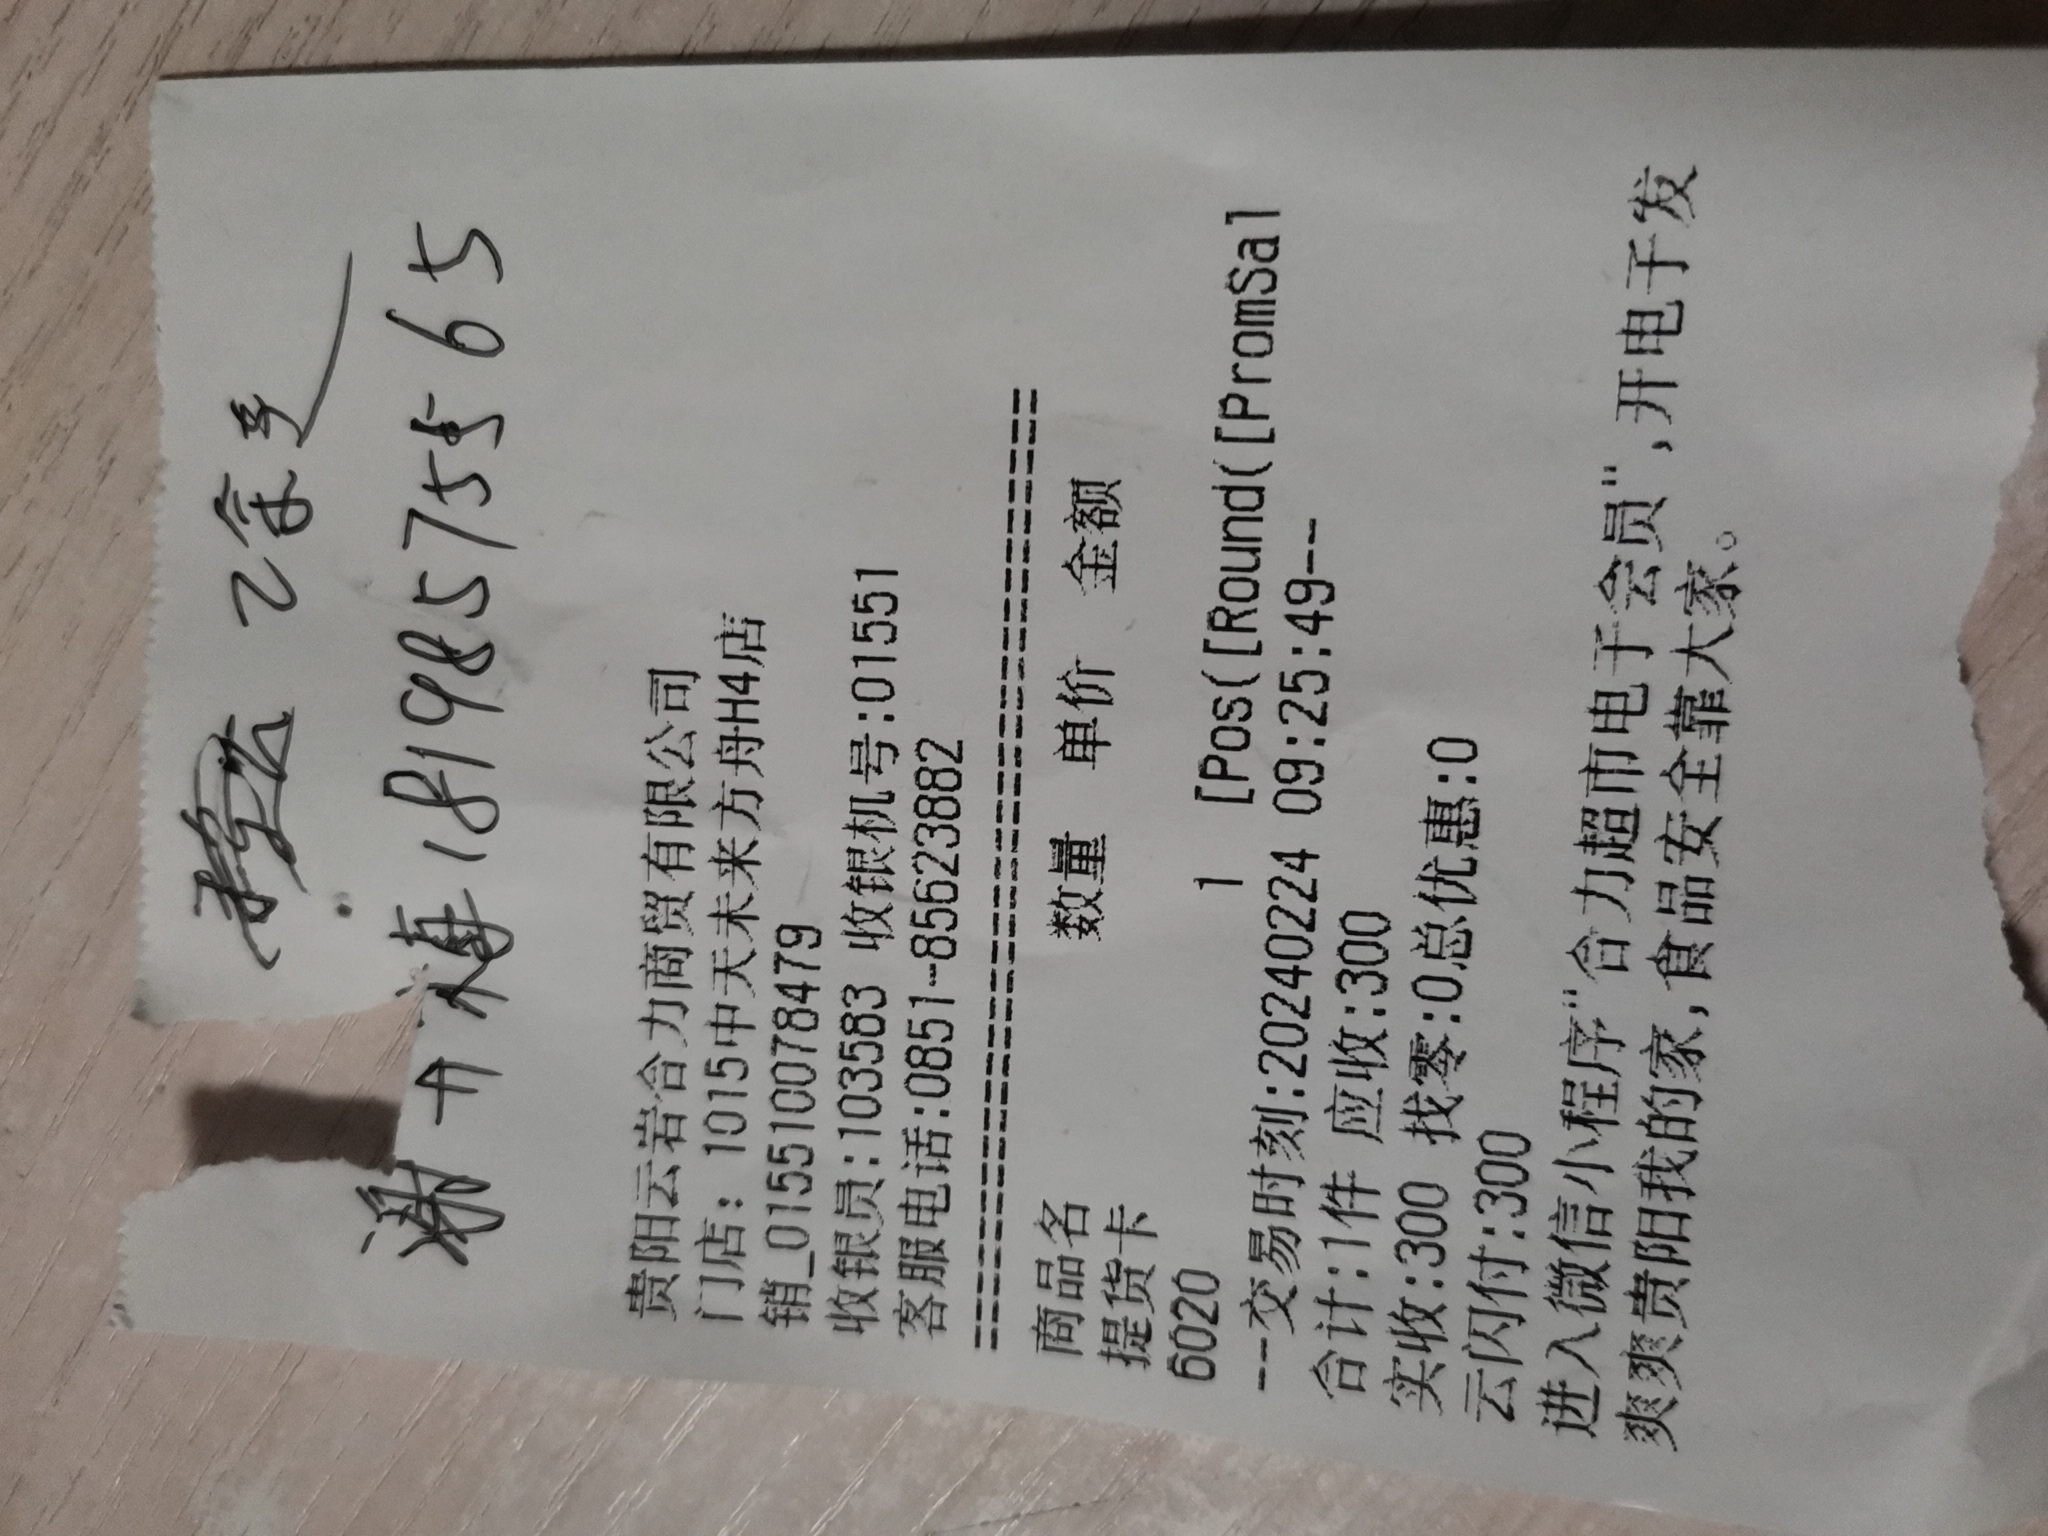 18198575565
贵阳云岩合力商贸有限公司
门店: 1015中天未来方舟H4店
销_0155100784479
收银员:103583 收银机号:01551
客服电话:0851-85623882
========================================
商品名 数量 单价 金额
提货卡
6020 1 [Pos([Round([PromSal
---交易时刻:20240224 09:25:49--
合计:1件 应收:300
实收:300 找零:0总优惠:0
云闪付:300
进入微信小程序"合力超市电子会员",开电子发
爽爽贵阳我的家,食品安全靠大家。